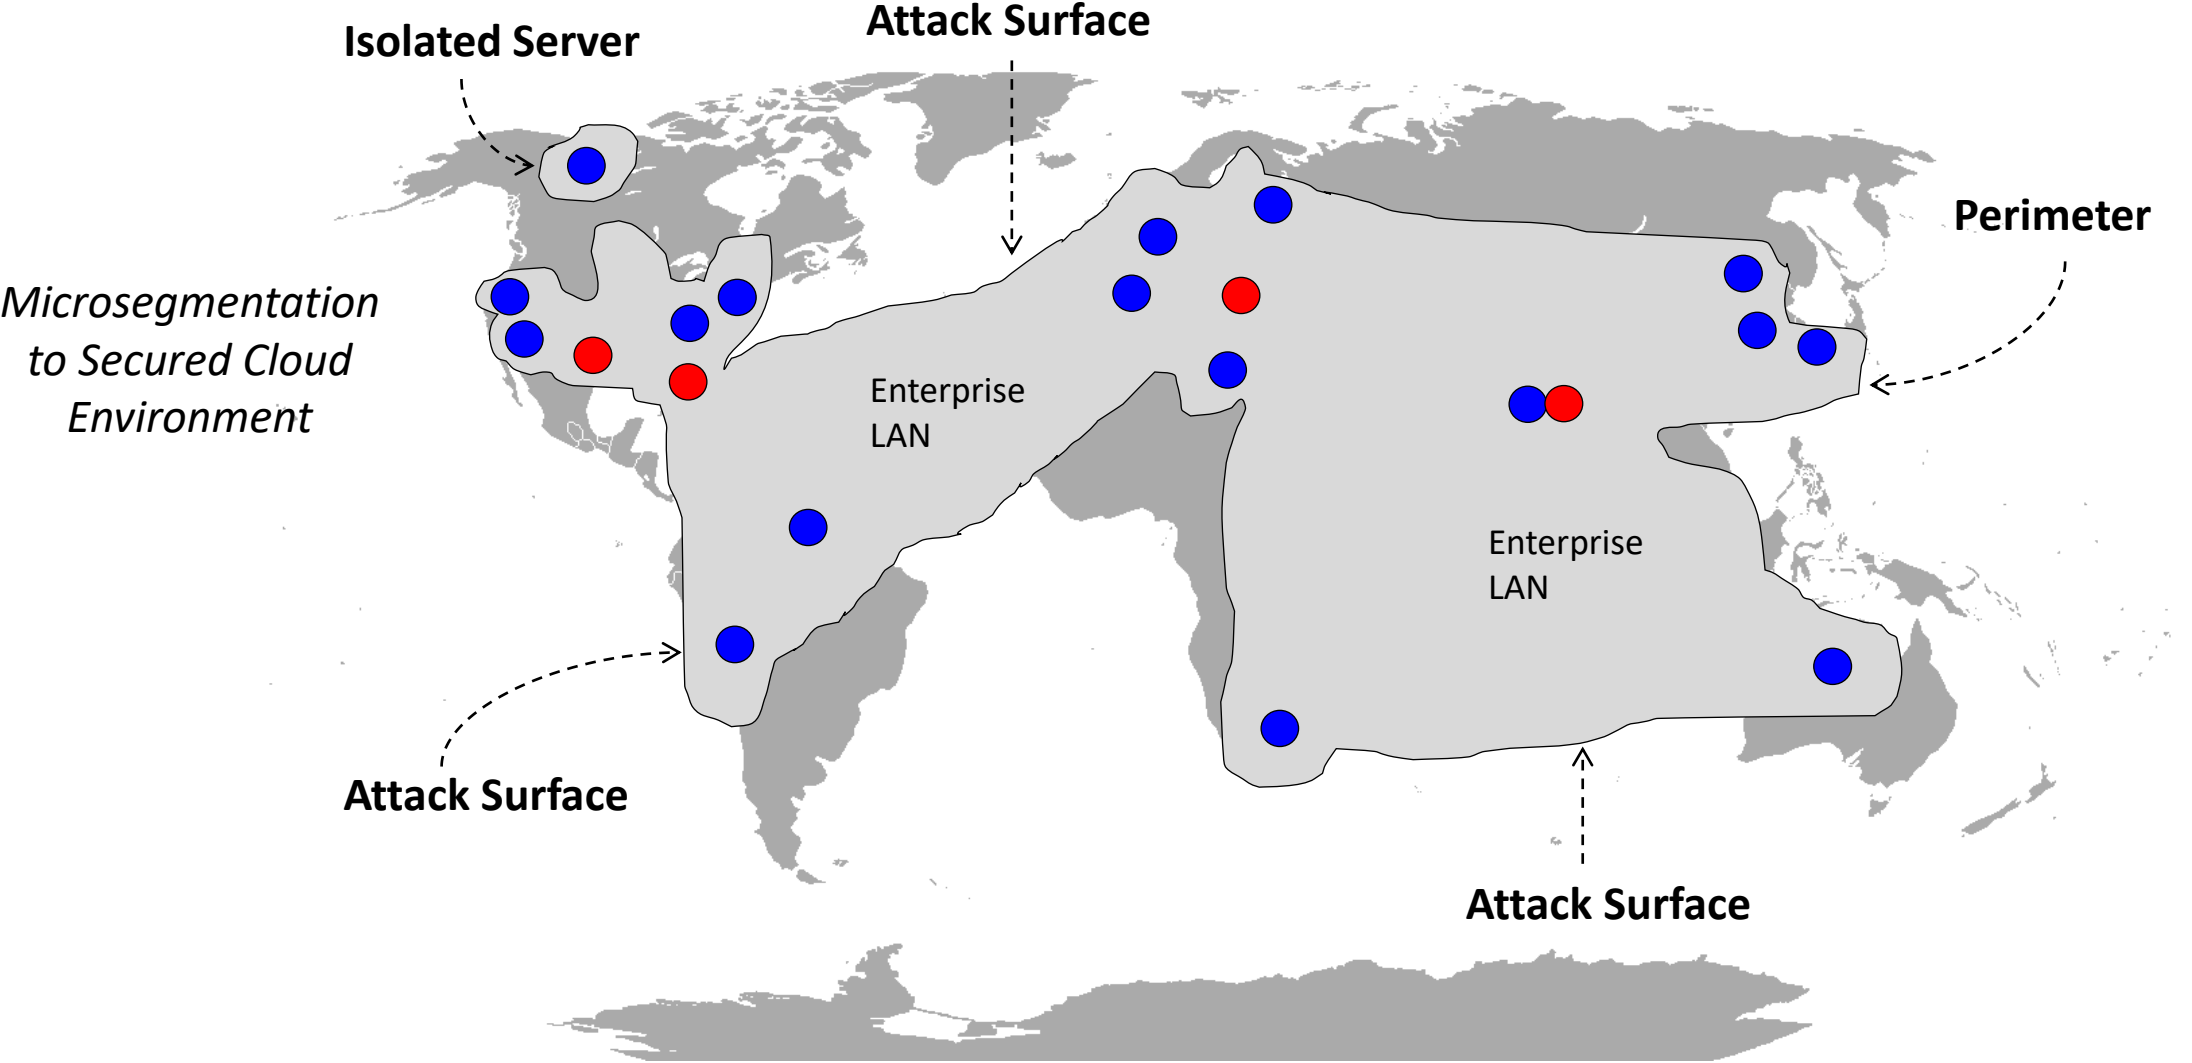 Attack Surface
Isolated Server
Perimeter
Microsegmentation
to Secured Cloud
Environment
Enterprise
LAN
Enterprise
LAN
Attack Surface
Attack Surface